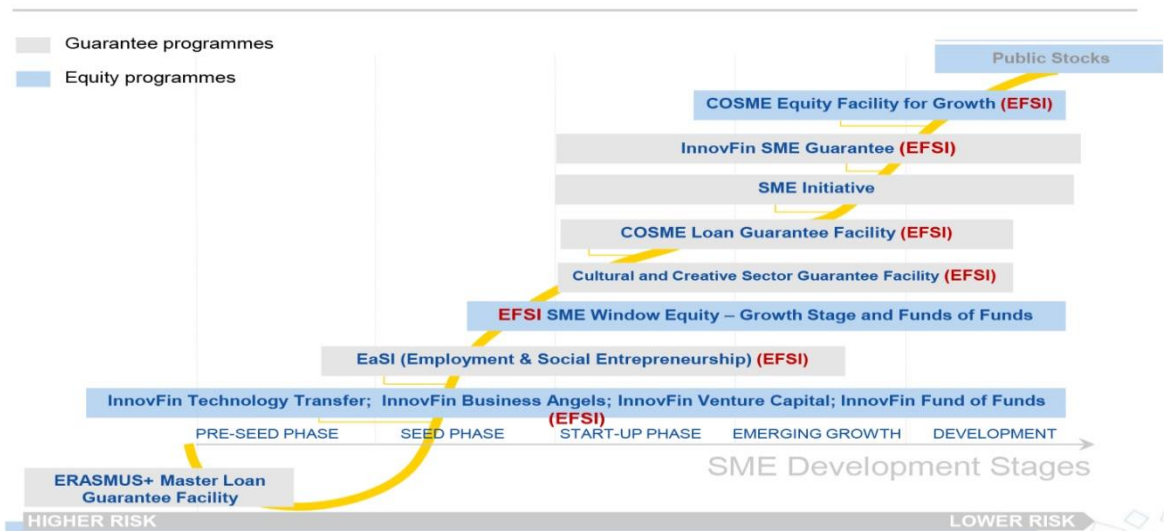 Guarantee programmes
Equity programmes
Public Stocks
COSME Equity Facility for Growth (EFSI)
InnovFin SME Guarantee (EFSI)
SME Initiative
COSME Loan Guarantee Facility (EFSI)
Cultural and Creative Sector Guarantee Facility (EFSI)
EFSI SME Window Equity – Growth Stage and Funds of Funds
EaSI (Employment & Social Entrepreneurship) (EFSI)
InnovFin Technology Transfer; InnovFin Business Angels; InnovFin Venture Capital; InnovFin Fund of Funds
(EFSI)
PRE-SEED PHASE SEED PHASE START-UP PHASE EMERGING GROWTH DEVELOPMENT
SME Development Stages
ERASMUS+ Master Loan
Guarantee Facility
HIGHER RISK LOWER RISK